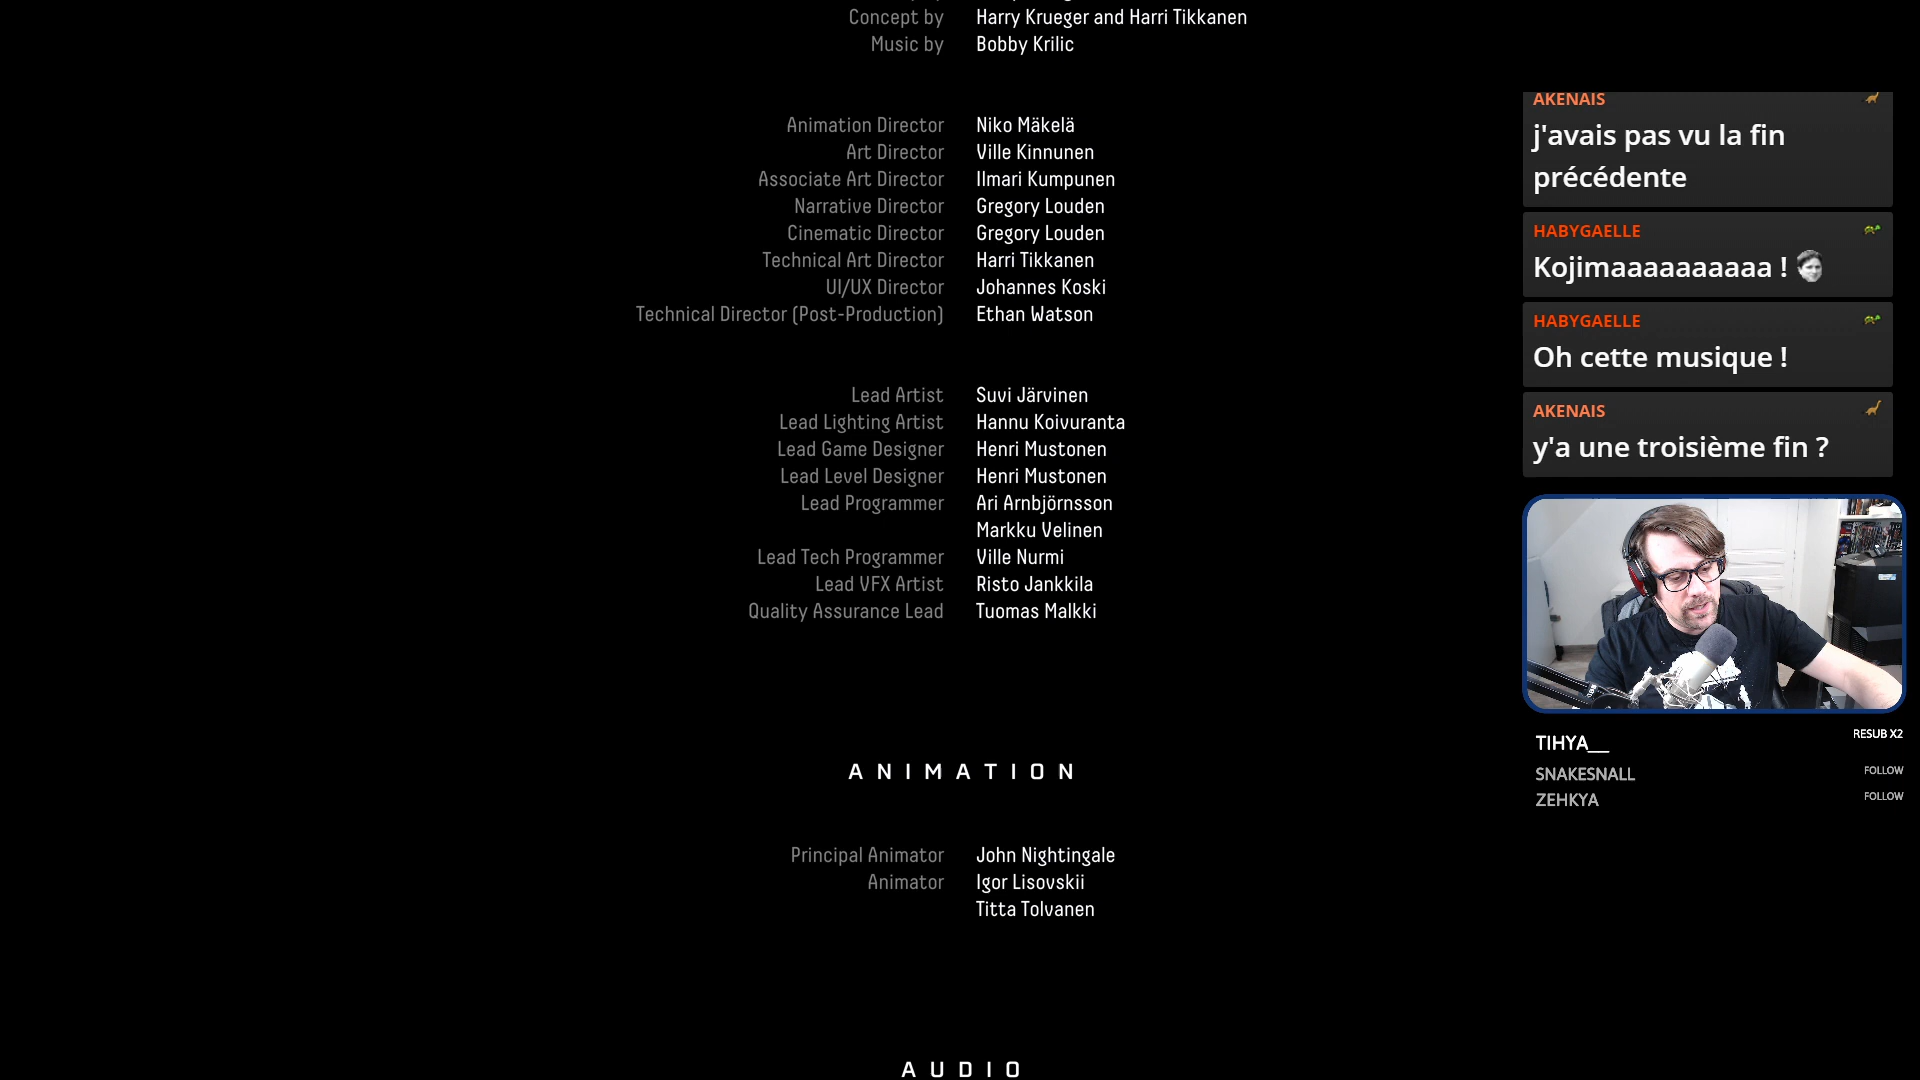 Concept by Harry Krueger and Harri Tikkanen
Music by Bobby Krilic
Animation Director Niko Mäkelä
Art Director Ville Kinnunen
Associate Art Director Ilmari Kumpunen
Narrative Director Gregory Louden
Cinematic Director Gregory Louden
Technical Art Director Harri Tikkanen
UI/UX Director Johannes Koski
Technical Director (Post-Production) Ethan Watson
Lead Artist Suvi Järvinen
Lead Lighting Artist Hannu Koivuranta
Lead Game Designer Henri Mustonen
Lead Level Designer Henri Mustonen
Lead Programmer Ari Arnbjörnsson
Markku Velinen
Lead Tech Programmer Ville Nurmi
Lead VFX Artist Risto Jankkila
Quality Assurance Lead Tuomas Malkki
ANIMATION
Principal Animator John Nightingale
Animator Igor Lisovskii
Titta Tolvanen
AUDIO
AKENAIS
j'avais pas vu la fin
précédente
HABYGAELLE
Kojimaaaaaaaaaa !
HABYGAELLE
Oh cette musique !
AKENAIS
y'a une troisième fin ?
TIHYA__ RESUB X2
SNAKESNALL FOLLOW
ZEHKYA FOLLOW